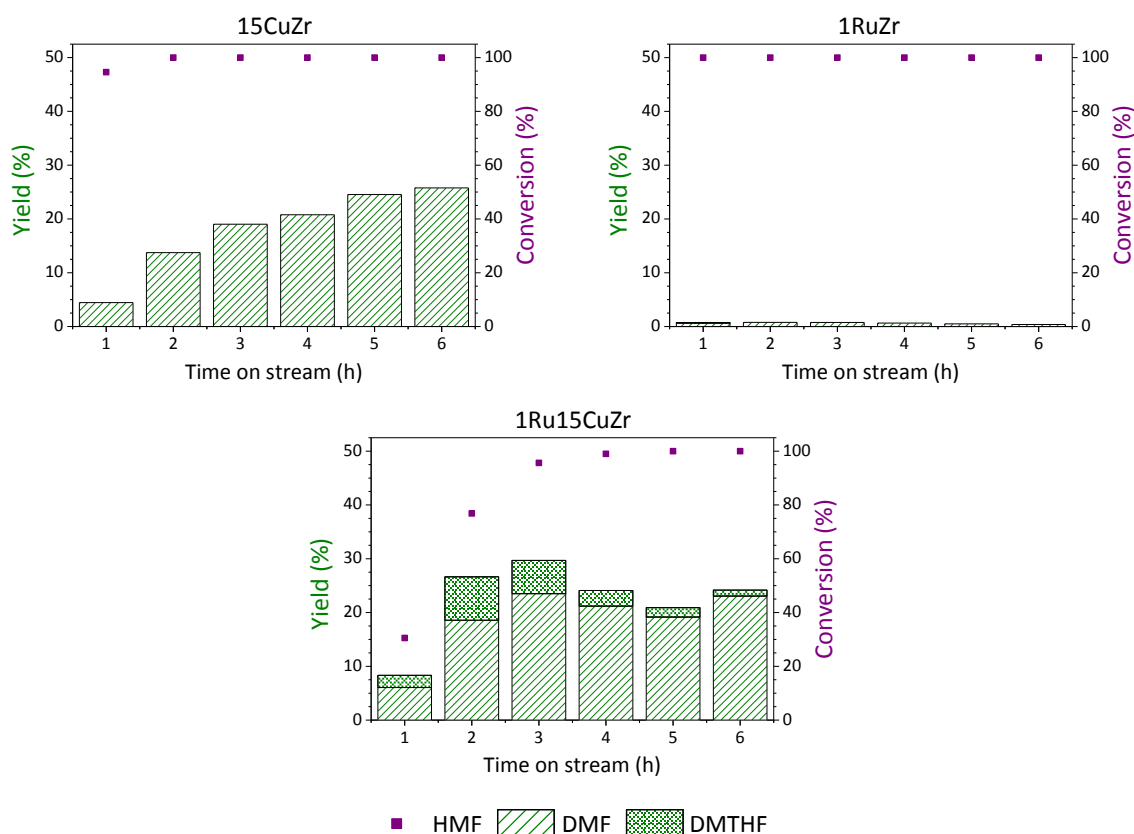 15CuZr
50
40
30
20
10
0
Yield (%)
100
80
60
40
20
0
Conversion (%)
1 2 3 4 5 6
Time on stream (h)
1RuZr
50
40
30
20
10
0
Yield (%)
100
80
60
40
20
0
Conversion (%)
1 2 3 4 5 6
Time on stream (h)
1Ru15CuZr
50
40
30
20
10
0
Yield (%)
100
80
60
40
20
0
Conversion (%)
1 2 3 4 5 6
Time on stream (h)
HMF DMF DMTHF